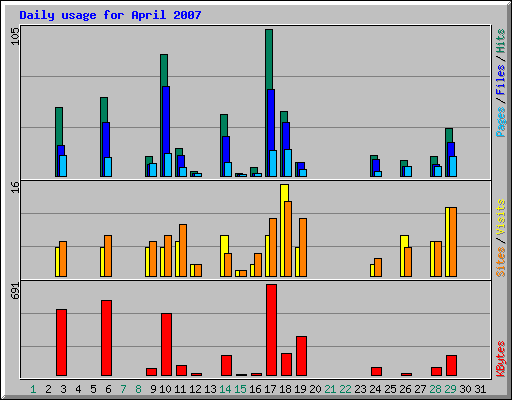 Daily usage for April 2007
105
Pages / Files / Hits
16
Sites / Visits
691
KBytes
1 2 3 4 5 6 7 8 9 10 11 12 13 14 15 16 17 18 19 20 21 22 23 24 25 26 27 28 29 30 31